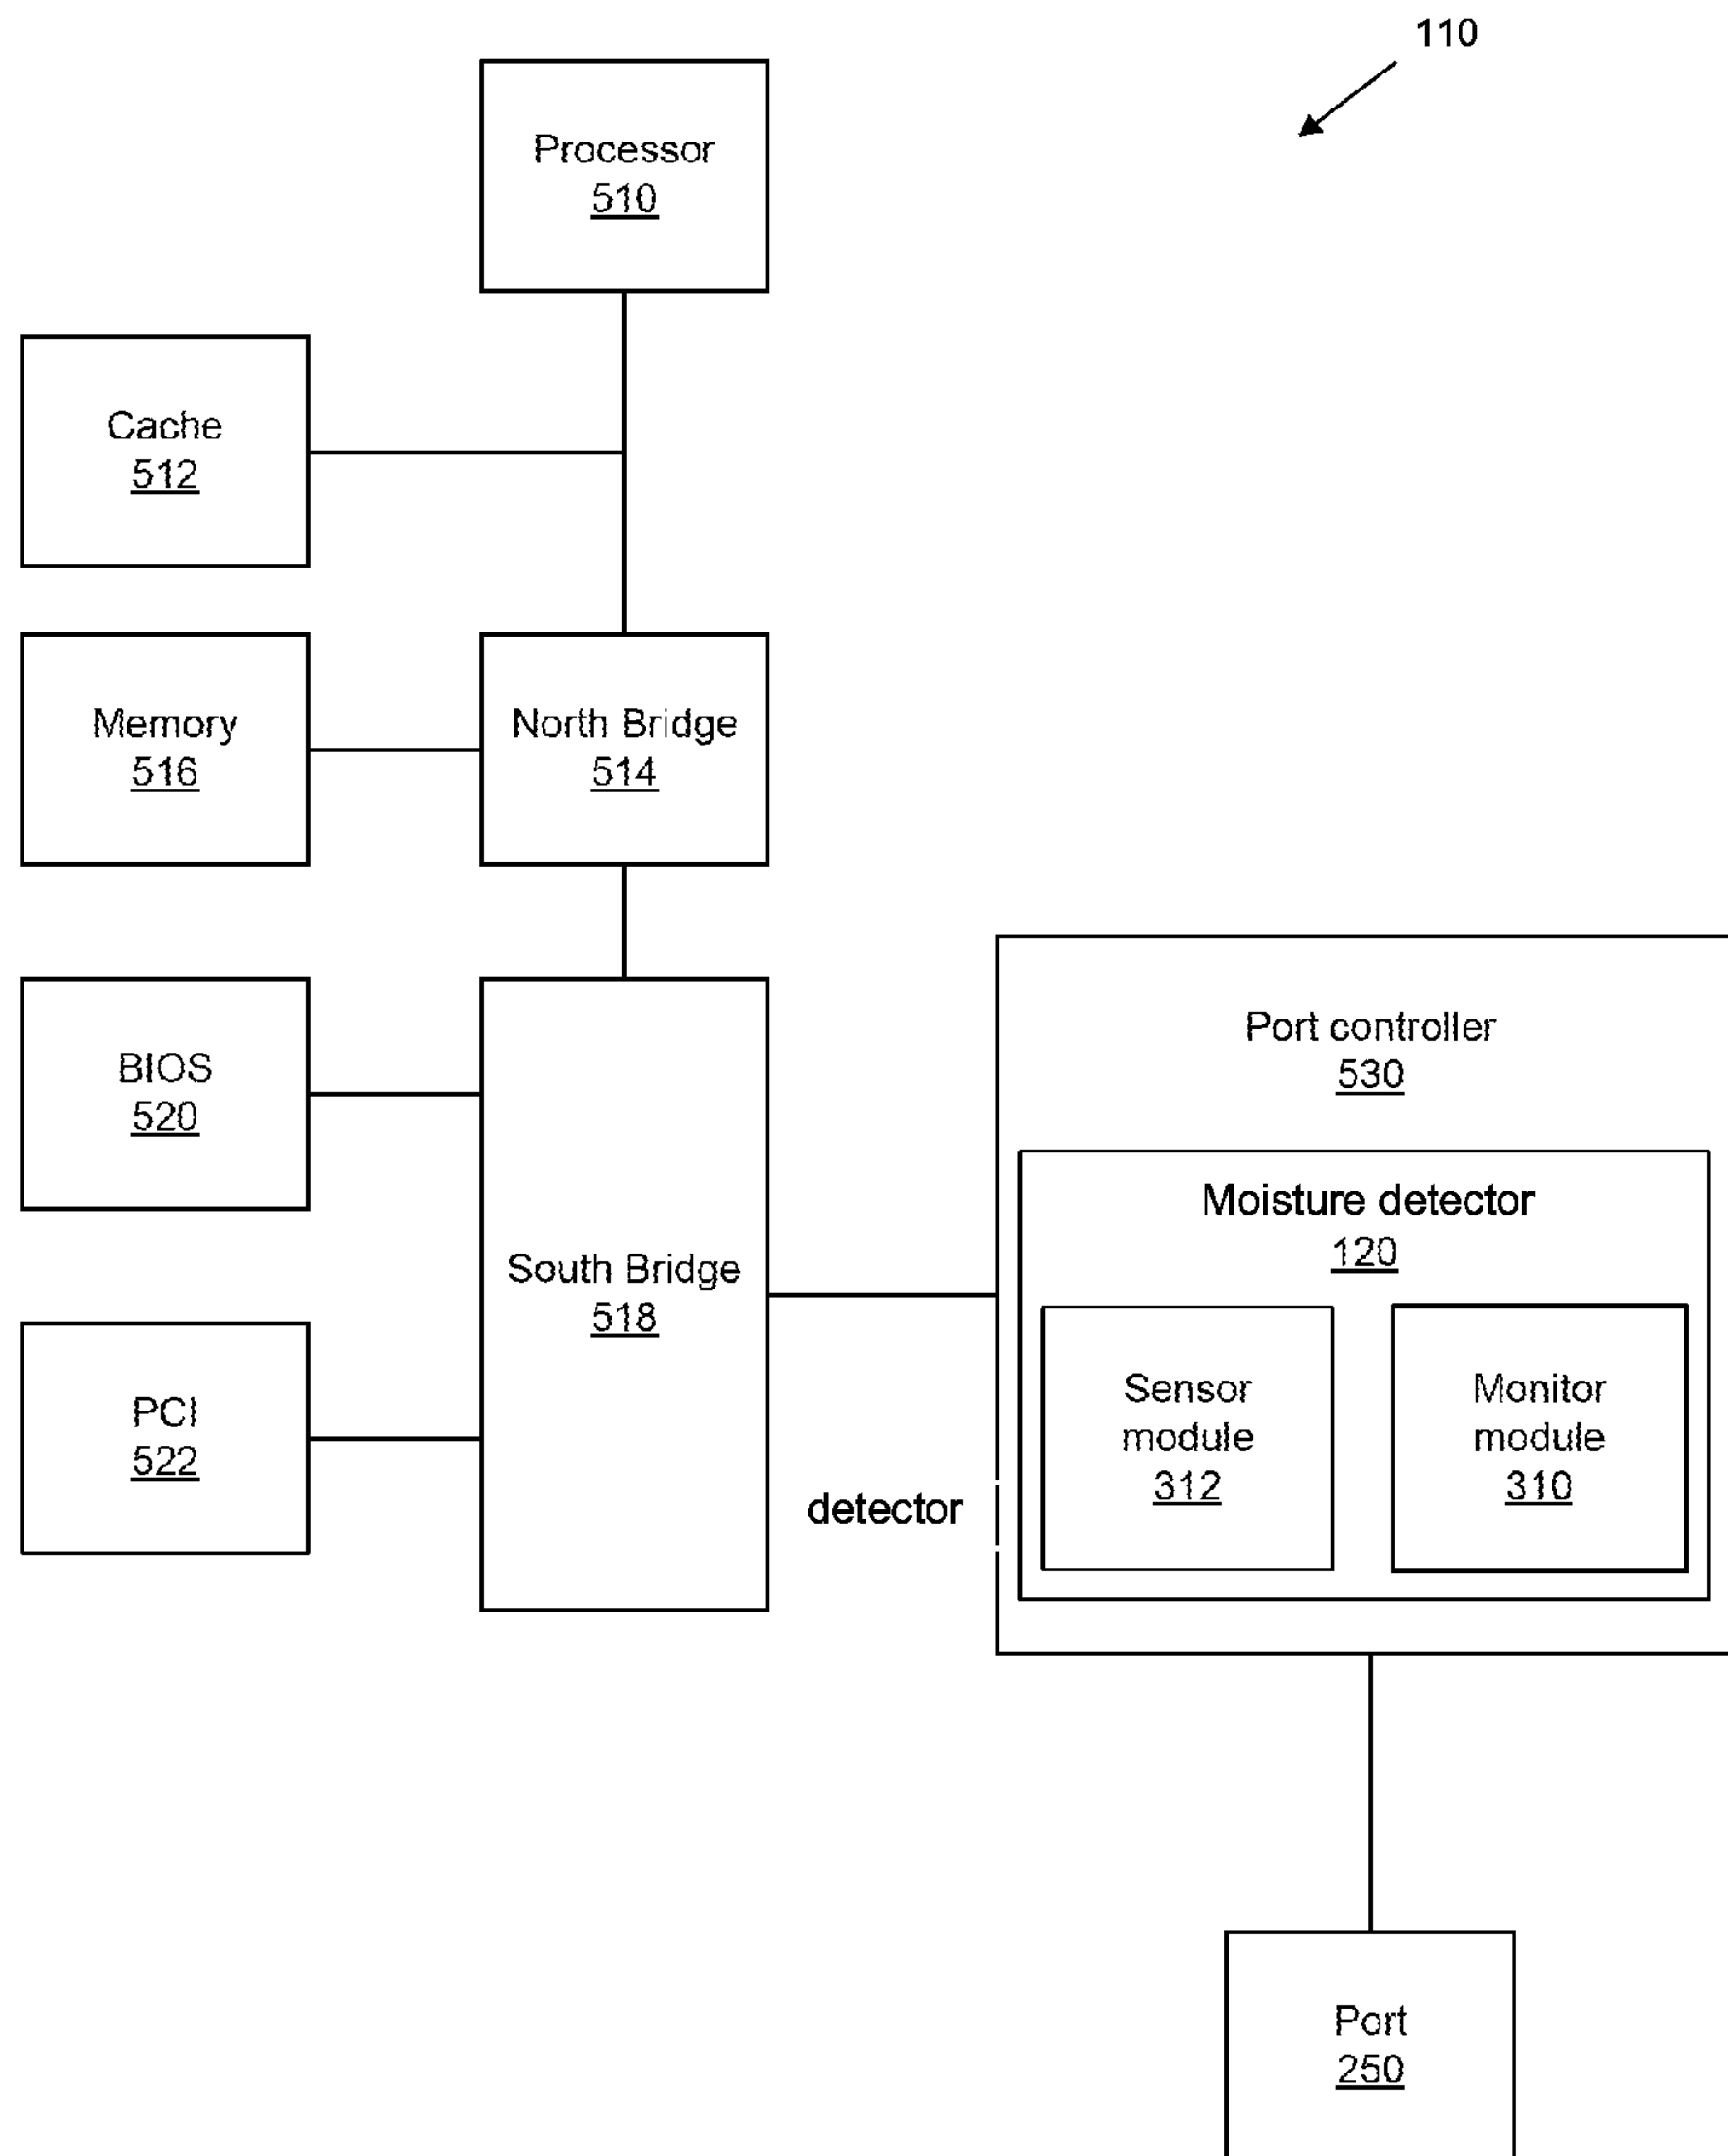 110
Processor
510
Cache
512
Memory
516
North Bridge
514
Port controller
530
BIOS
520
Moisture detector
120
South Bridge
518
Sensor
module
312
Monitor
module
310
PCI
522
detector
Port
250